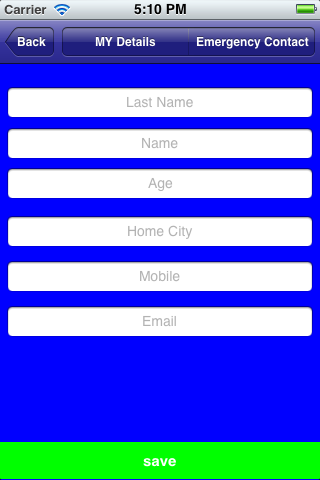 Carrier 5:10 PM
Back MY Details Emergency Contact
Last Name
Name
Age
Home City
Mobile
Email
save